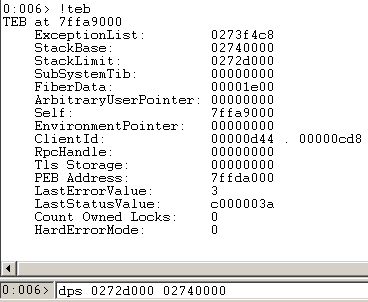 0:006> !teb
TEB at 7ffa9000
ExceptionList: 0273f4c8
StackBase: 02740000
StackLimit: 0272d000
SubSystemTib: 00000000
FiberData: 00001e00
ArbitraryUserPointer: 00000000
Self: 7ffa9000
EnvironmentPointer: 00000000
ClientId: 00000d44 . 00000cd8
RpcHandle: 00000000
Tls Storage: 00000000
PEB Address: 7ffda000
LastErrorValue: 3
LastStatusValue: c000003a
Count Owned Locks: 0
HardErrorMode: 0
0:006> dps 0272d000 02740000